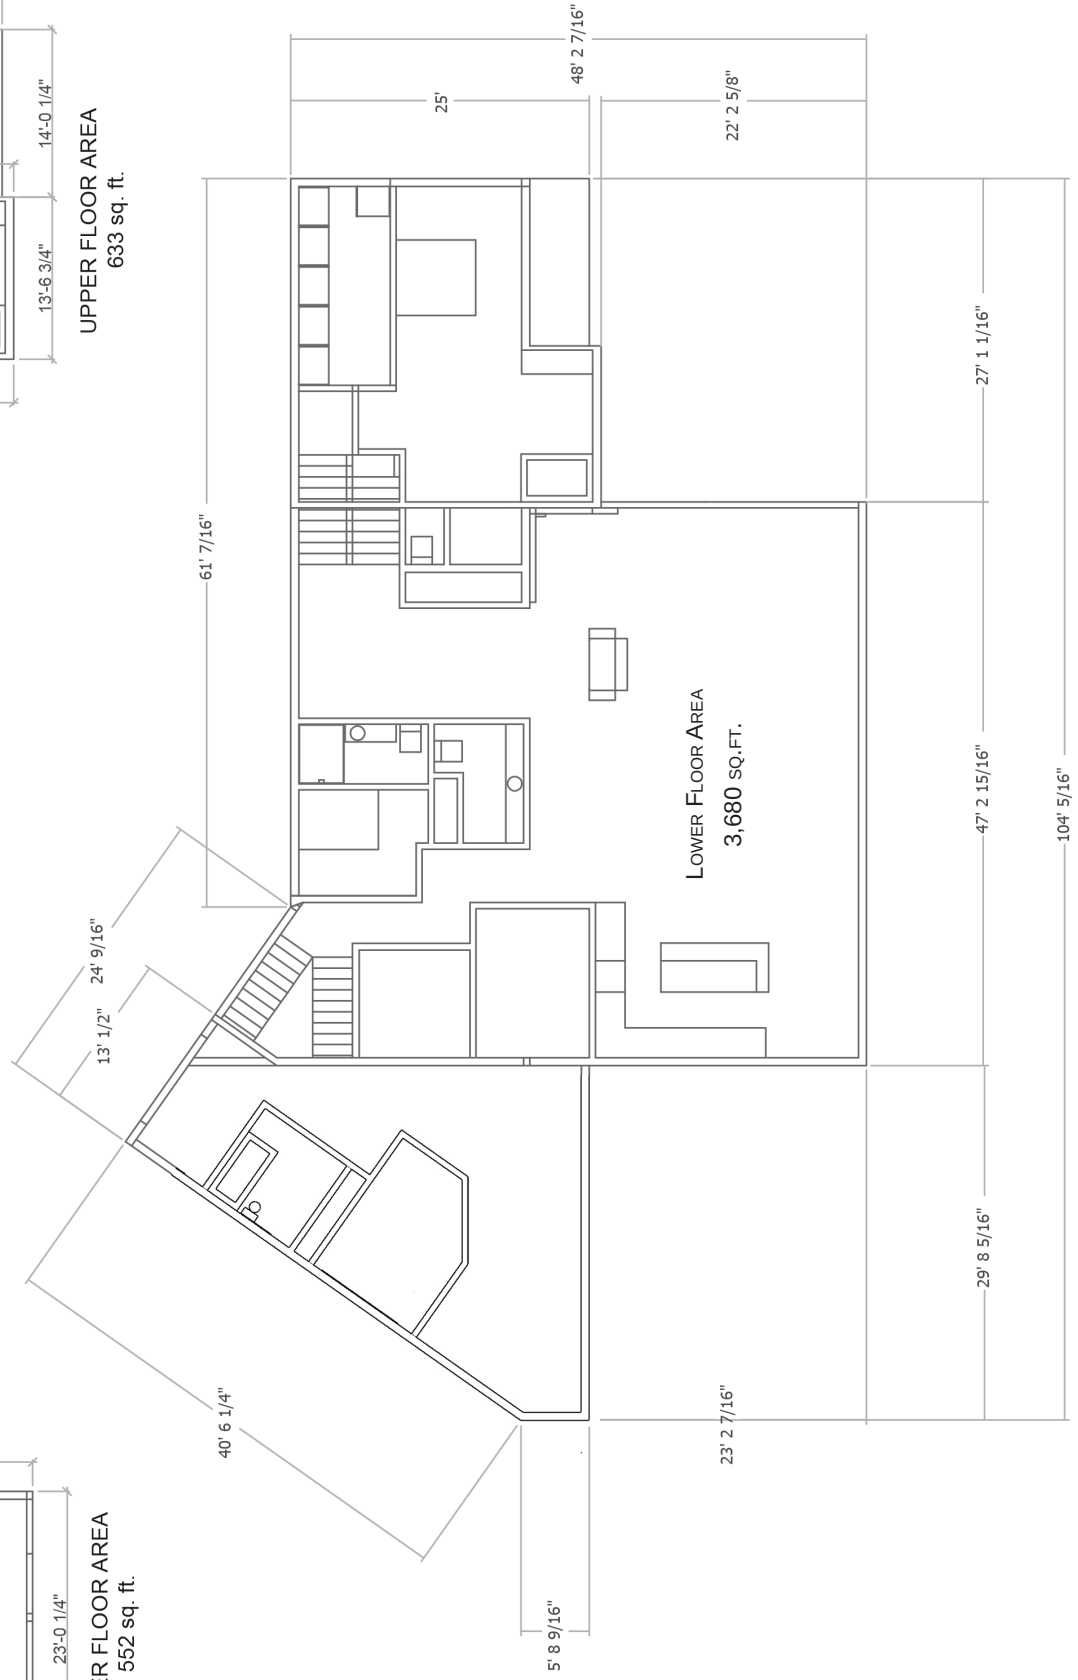 14'-0 1/4"
13'-6 3/4"
UPPER FLOOR AREA
633 sq. ft.
48' 2 7/16"
25'
22' 2 5/8"
61' 7/16"
27' 1 1/16"
47' 2 15/16"
104' 5/16"
LOWER FLOOR AREA
3,680 SQ.FT.
24' 9/16"
13' 1/2"
29' 8 5/16"
40' 6 1/4"
23' 2 7/16"
5' 8 9/16"
23'-0 1/4"
ER FLOOR AREA
552 sq. ft.